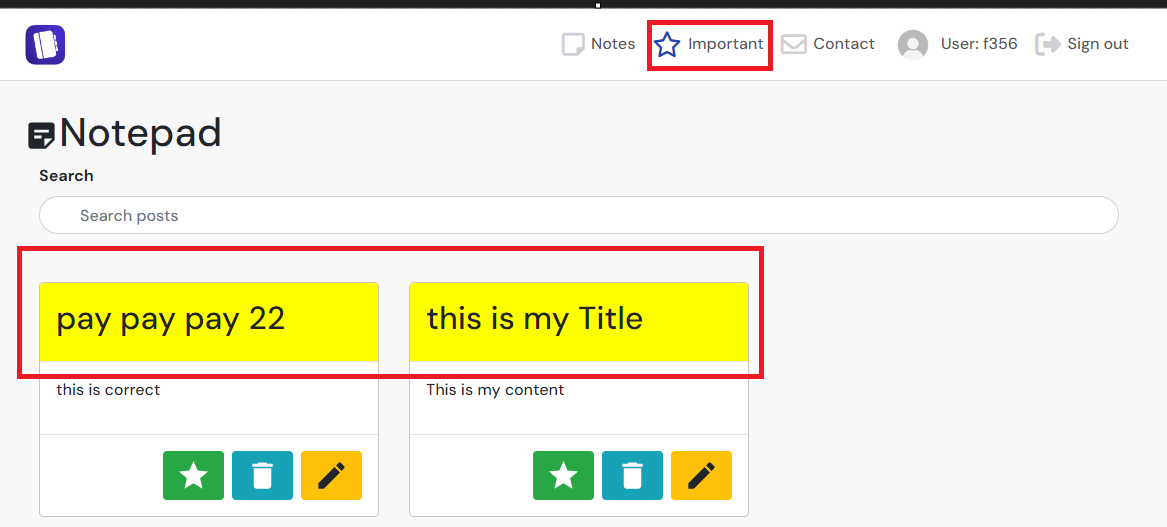 Notes Important Contact User: f356 Sign out
Notepad
Search
Search posts
pay pay pay 22
this is my Title
this is correct
This is my content